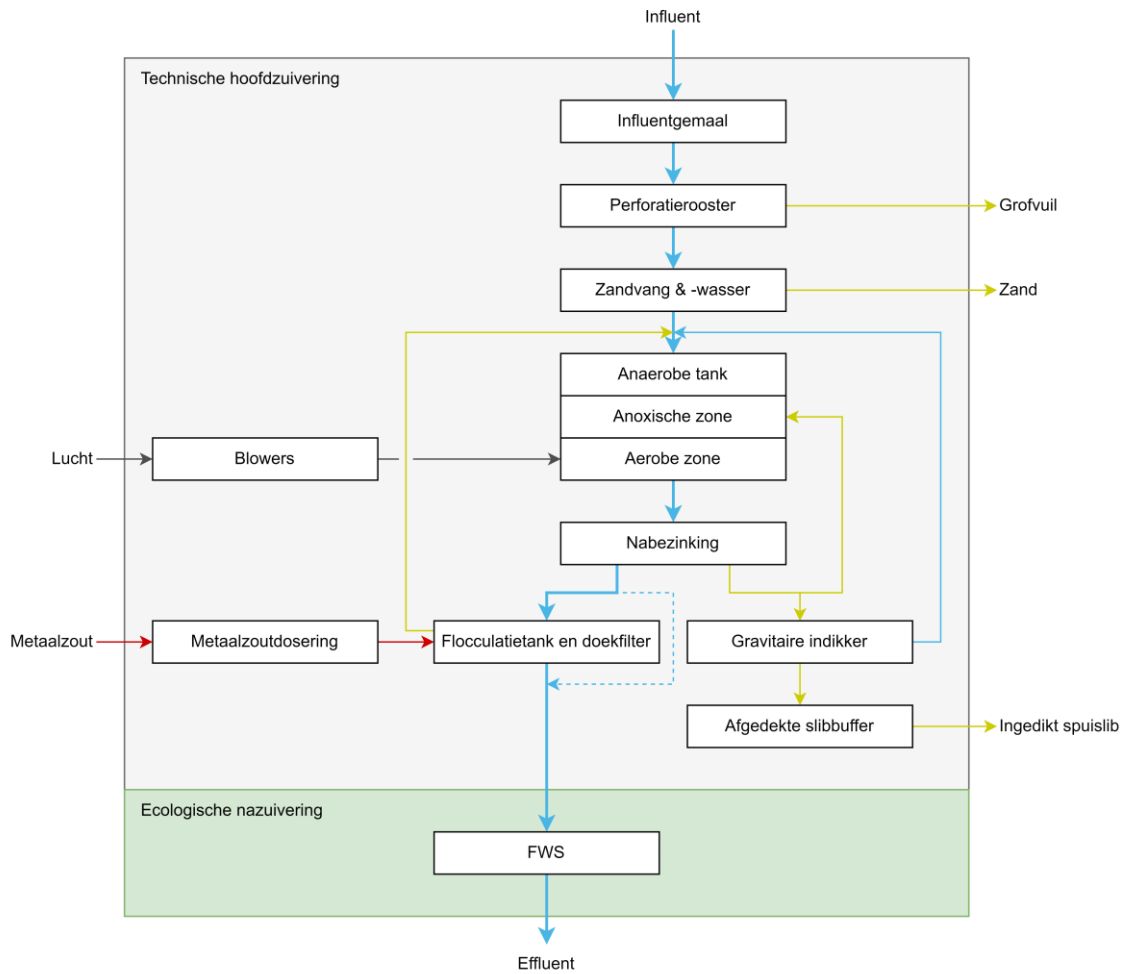 Influent
Technische hoofdzuivering
Influentgemaal
Perforatierooster
Grofvuil
Zandvang & -wasser
Zand
Anaerobe tank
Anoxische zone
Lucht
Blowers
Aerobe zone
Nabezinking
Metaalzout
Metaalzoutdosering
Flocculatietank en doekfilter
Gravitaire indikker
Afgedekte slibbuffer
Ingedikt spuislib
Ecologische nazuivering
FWS
Effluent